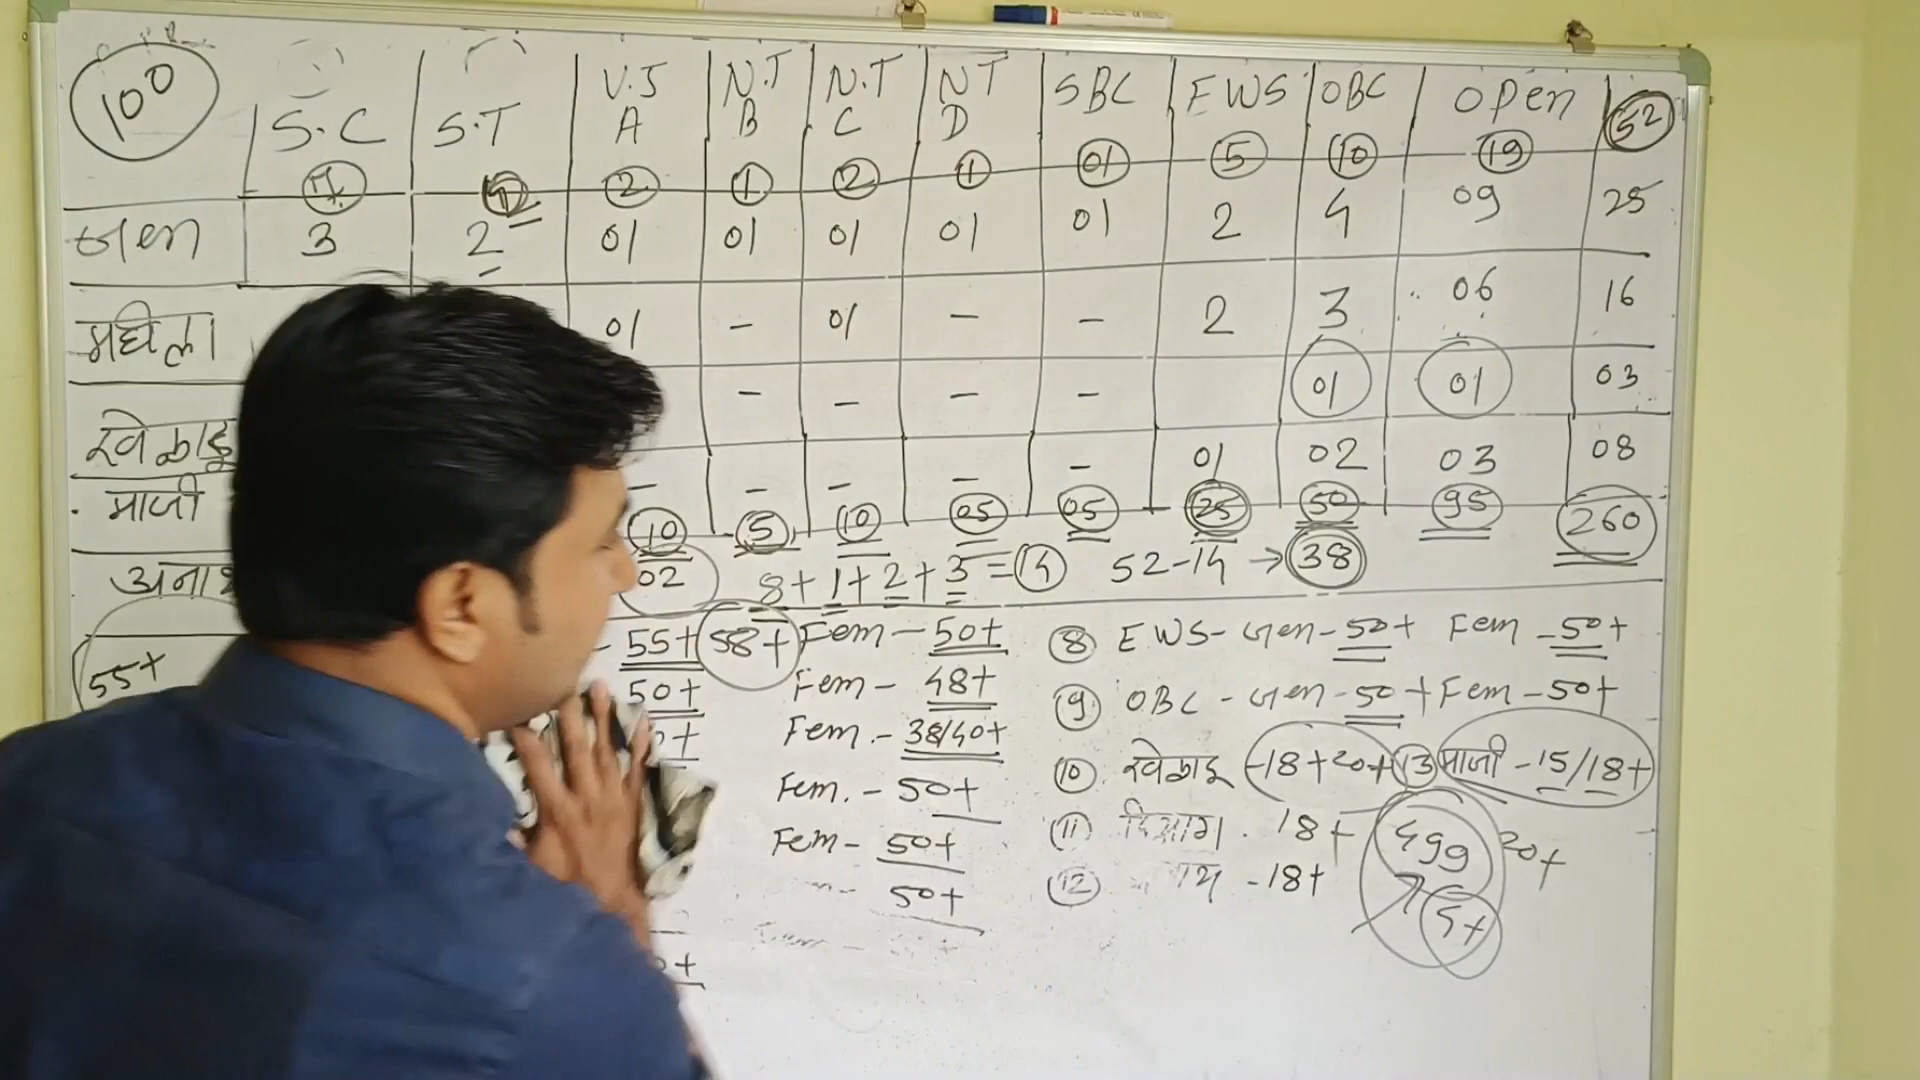 100 S.C S.T V.J A N.T B N.T C NT D SBC EWS OBC open 52
7 2 1 2 1 01 5 10 19
जन 3 2 01 01 01 01 01 2 4 09 25
महीला 01 - 01 - - 2 3 06 16
खेळाडू - - - - 01 01 03
माजी - - - - - 01 02 03 08
10 5 10 05 05 25 50 95 260
अनाथ 02 8+1+2+3=14 52-14→38
55+ - 55+ 58+ Fem - 50+ 8 EWS - जन - 50+ Fem - 50+
50+ Fem - 48+ 9 OBC - जन - 50+ Fem - 50+
Fem. - 38/40+ 10 खेळाडू - 18+20+ 13 माजी - 15/18+
Fem. - 50+ 11 18+ 499 20+
Fem - 50+ 12 - 18+ 5+
50+